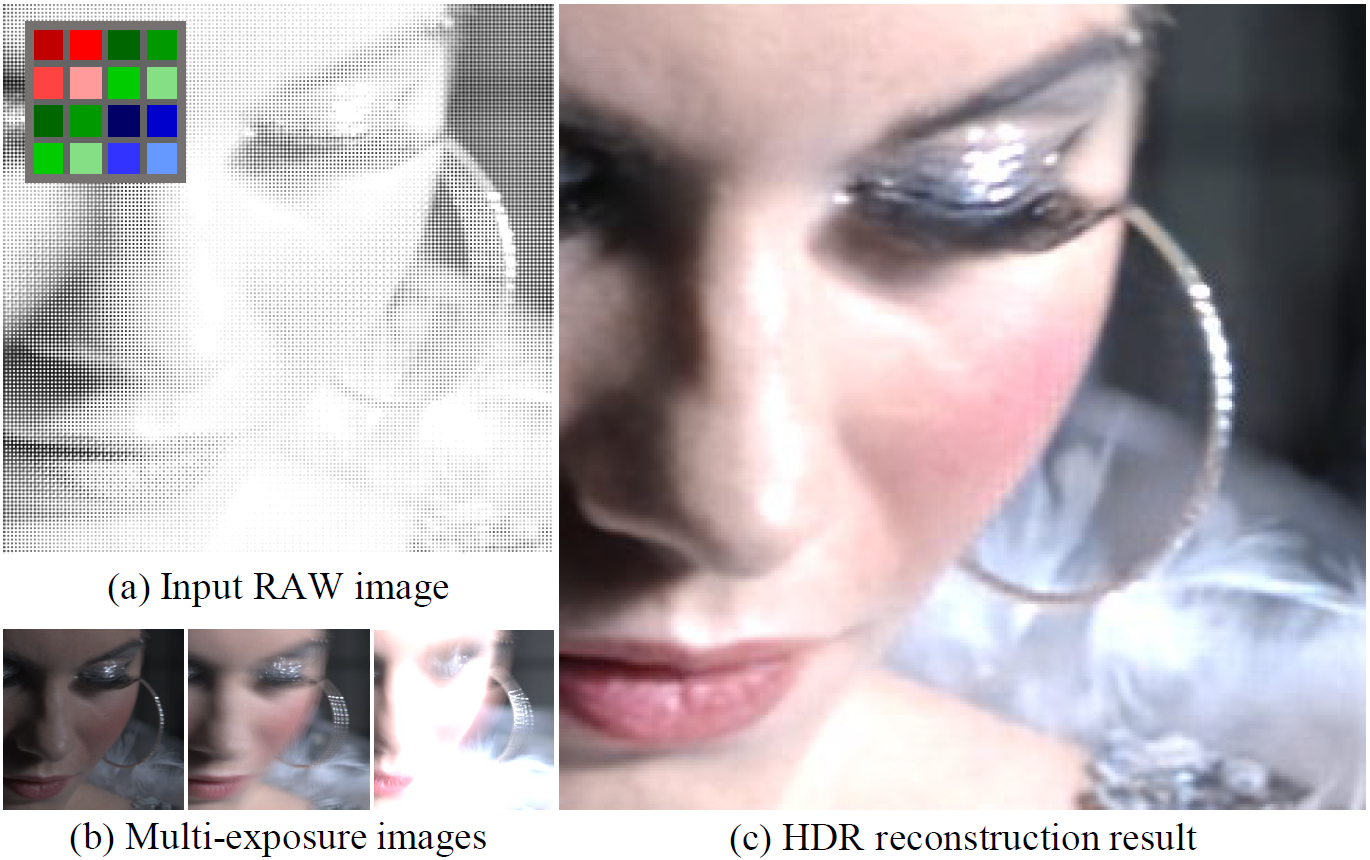 (a) Input RAW image
(b) Multi-exposure images
(c) HDR reconstruction result